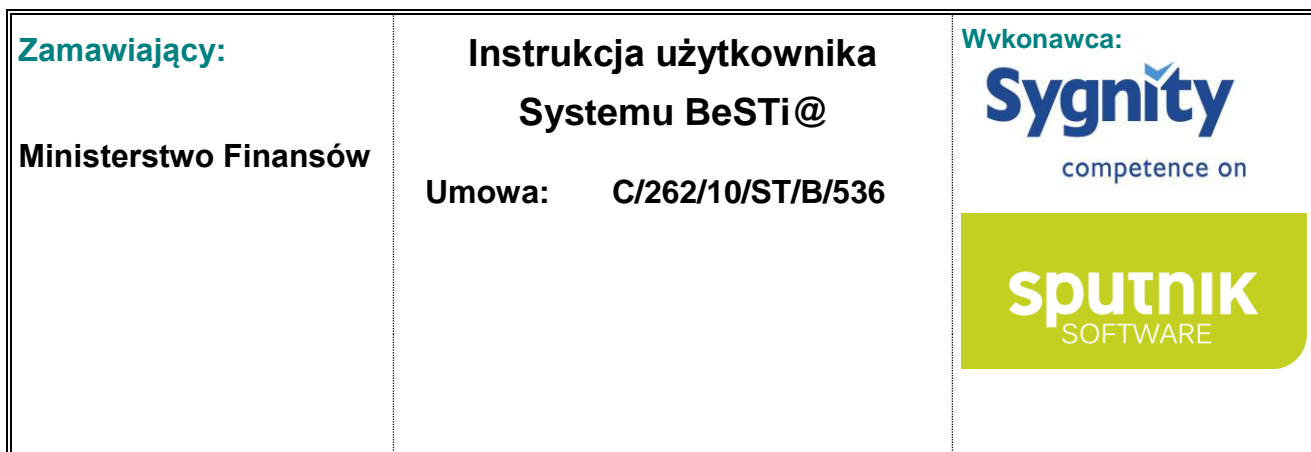 Zamawiający:
Ministerstwo Finansów
Instrukcja użytkownika
Systemu BeSTi@
Umowa: C/262/10/ST/B/536
Wykonawca:
Sygnity
competence on
sputnik
SOFTWARE